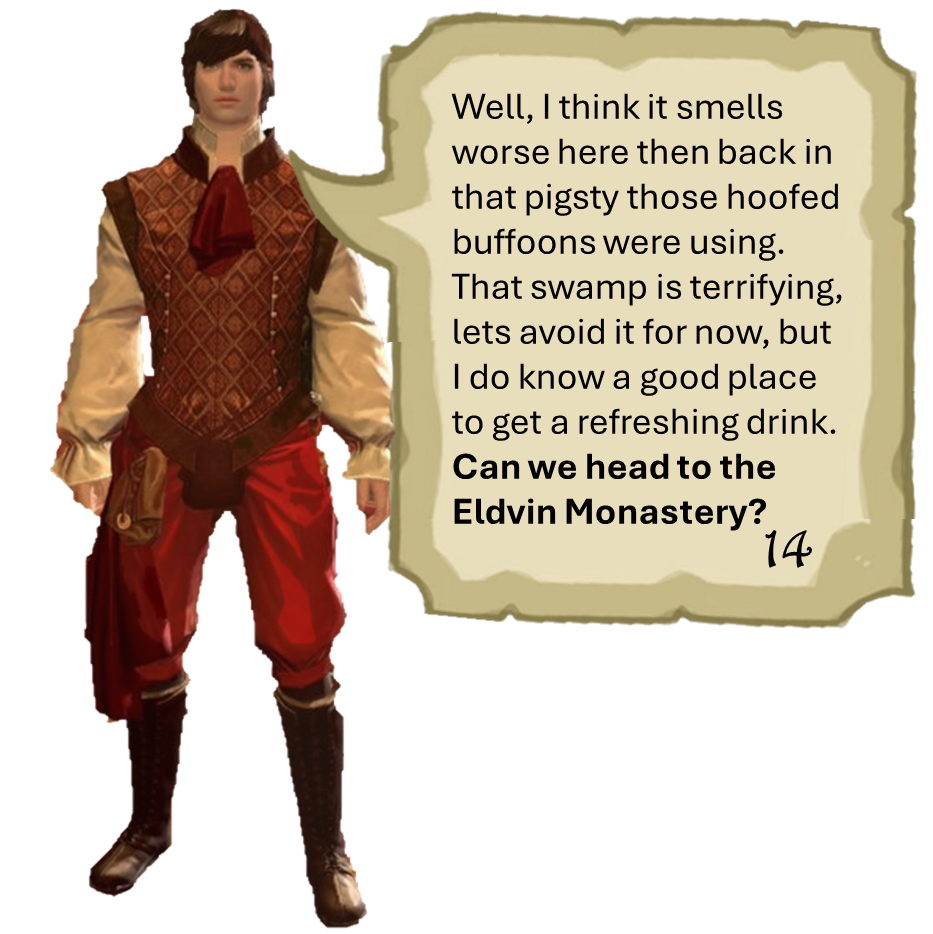 Well, I think it smells
worse here then back in
that pigsty those hoofed
buffoons were using.
That swamp is terrifying,
lets avoid it for now, but
I do know a good place
to get a refreshing drink.
Can we head to the
Eldvin Monastery?
14